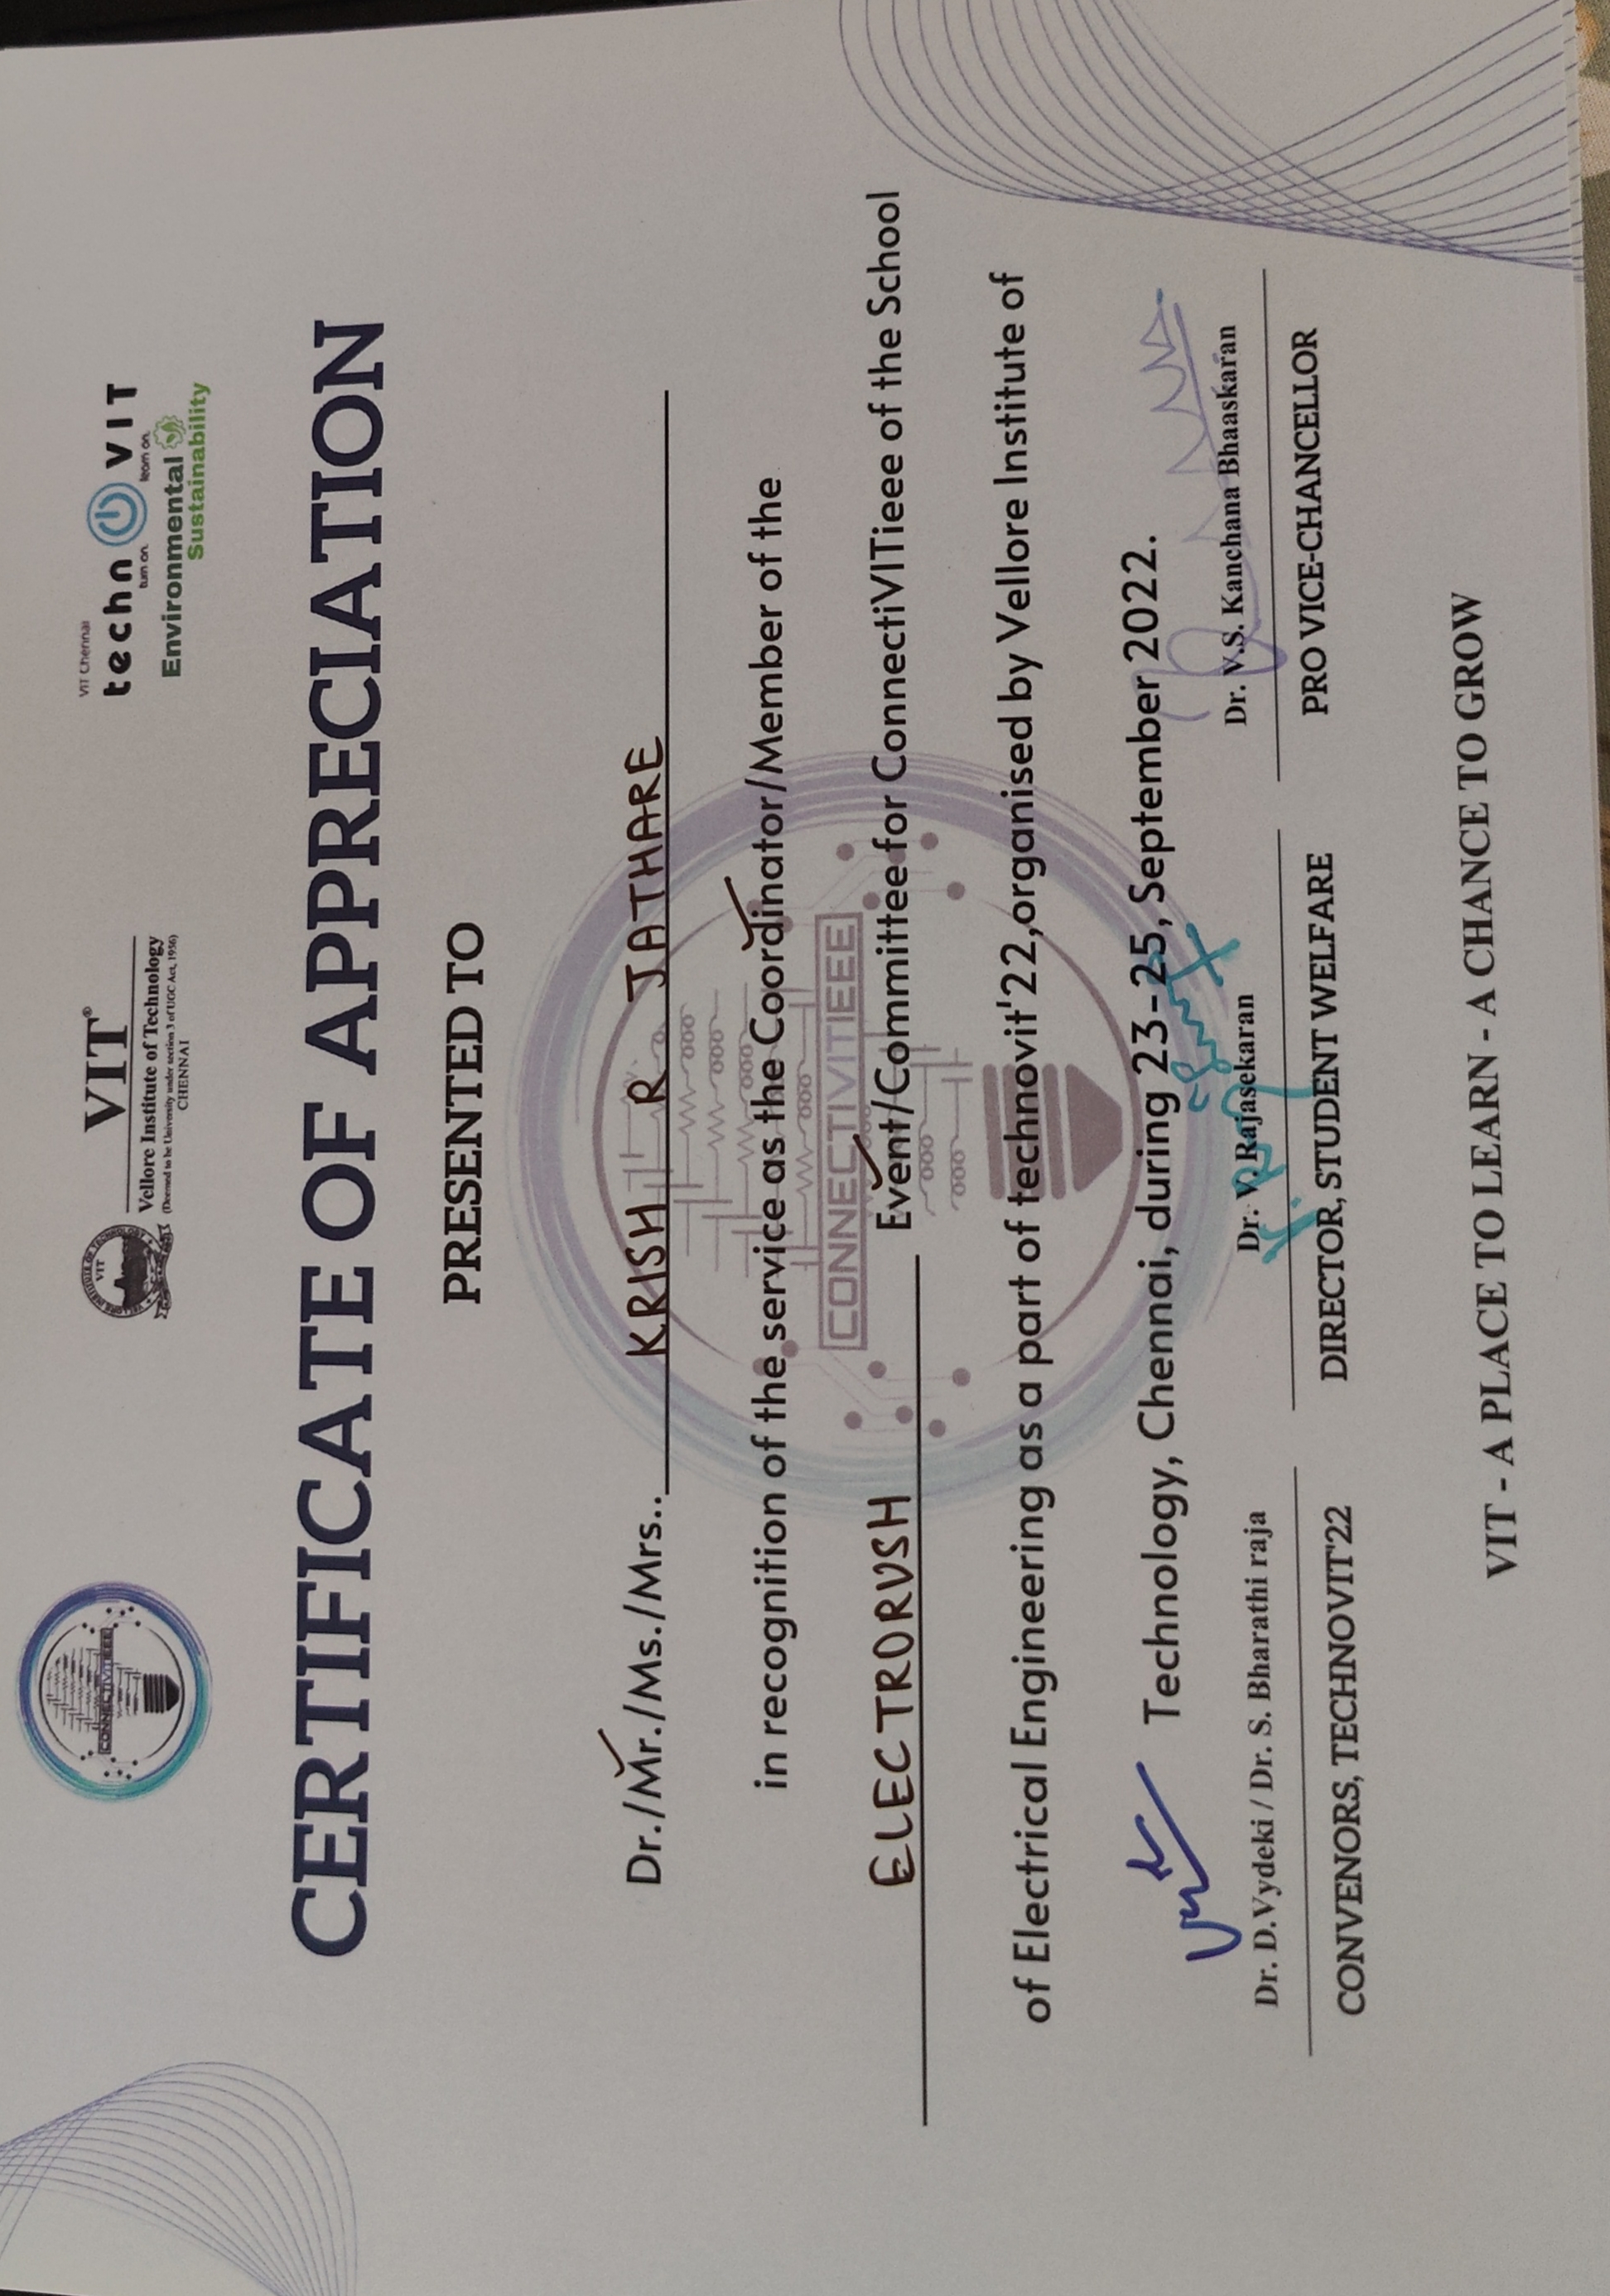 CONNECTIVITIEEE
VIT®
Vellore Institute of Technology
(Deemed to be University under section 3 of UGC Act, 1956)
CHENNAI
VIT Chennai
techn VIT
turn on. learn on.
Environmental
Sustainability
CERTIFICATE OF APPRECIATION
PRESENTED TO
Dr./Mr./Ms./Mrs.. KRISH R JATHARE
in recognition of the service as the Coordinator/Member of the
ELECTRORUSH Event/Committee for ConnectiVITieee of the School
CONNECTIVITIEEE
of Electrical Engineering as a part of technovit'22,organised by Vellore Institute of
Technology, Chennai, during 23-25, September 2022.
Dr. D.Vydeki / Dr. S. Bharathi raja
CONVENORS, TECHNOVIT'22
Dr. V. Rajasekaran
DIRECTOR, STUDENT WELFARE
Dr. V.S. Kanchana Bhaaskaran
PRO VICE-CHANCELLOR
VIT - A PLACE TO LEARN - A CHANCE TO GROW